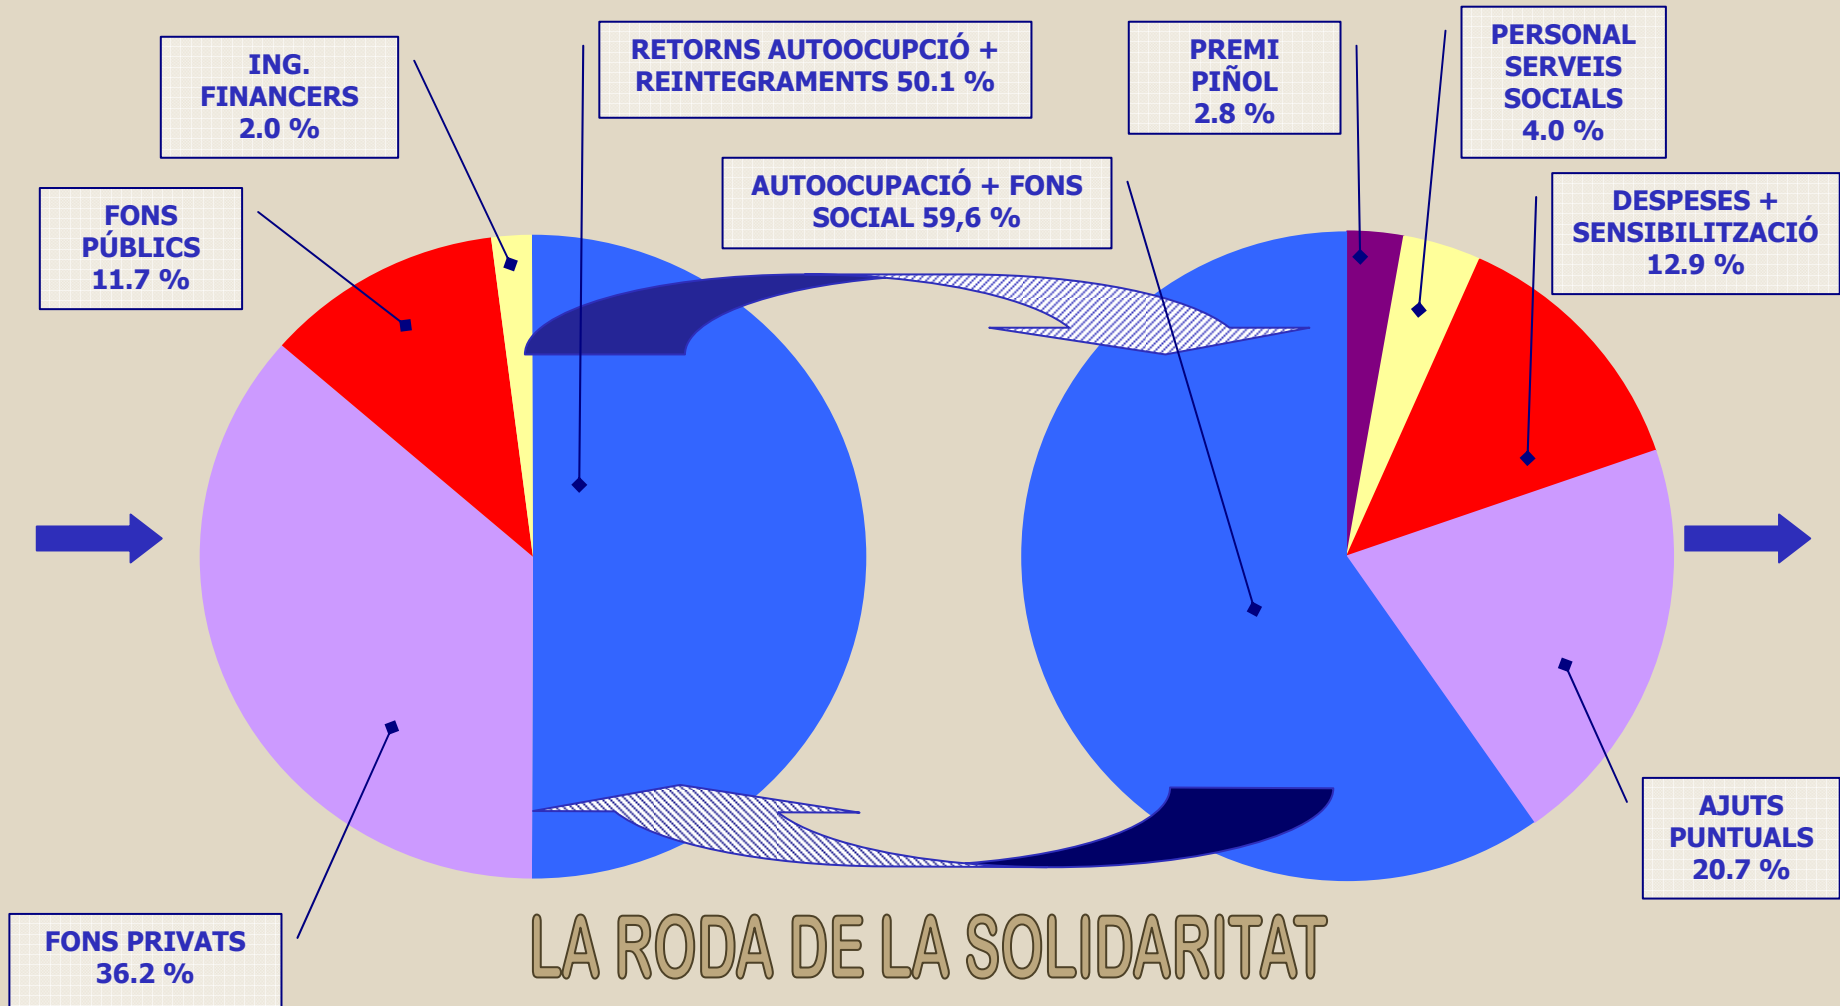 ING.
FINANCERS
2.0 %
RETORNS AUTOOCUPCIÓ +
REINTEGRAMENTS 50.1 %
PREMI
PIÑOL
2.8 %
PERSONAL
SERVEIS
SOCIALS
4.0 %
FONS
PÚBLICS
11.7 %
AUTOOCUPACIÓ + FONS
SOCIAL 59,6 %
DESPESES +
SENSIBILITZACIÓ
12.9 %
AJUTS
PUNTUALS
20.7 %
FONS PRIVATS
36.2 %
LA RODA DE LA SOLIDARITAT